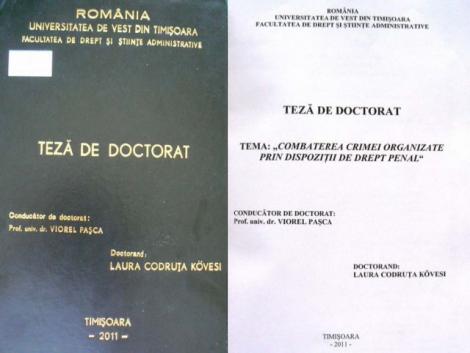 ROMÂNIA
UNIVERSITATEA DE VEST DIN TIMIȘOARA
FACULTATEA DE DREPT ȘI ȘTIINȚE ADMINISTRATIVE
TEZĂ DE DOCTORAT
Conducător de doctorat:
Prof. univ. dr. VIOREL PAȘCA
Doctorand:
LAURA CODRUȚA KÖVESI
TIMIȘOARA
- 2011 -
ROMÂNIA
UNIVERSITATEA DE VEST DIN TIMIȘOARA
FACULTATEA DE DREPT ȘI ȘTIINȚE ADMINISTRATIVE
TEZĂ DE DOCTORAT
TEMA: „COMBATEREA CRIMEI ORGANIZATE
PRIN DISPOZIȚII DE DREPT PENAL“
CONDUCĂTOR DE DOCTORAT:
Prof. univ. dr. VIOREL PAȘCA
DOCTORAND:
LAURA CODRUȚA KÖVESI
TIMIȘOARA
- 2011 -